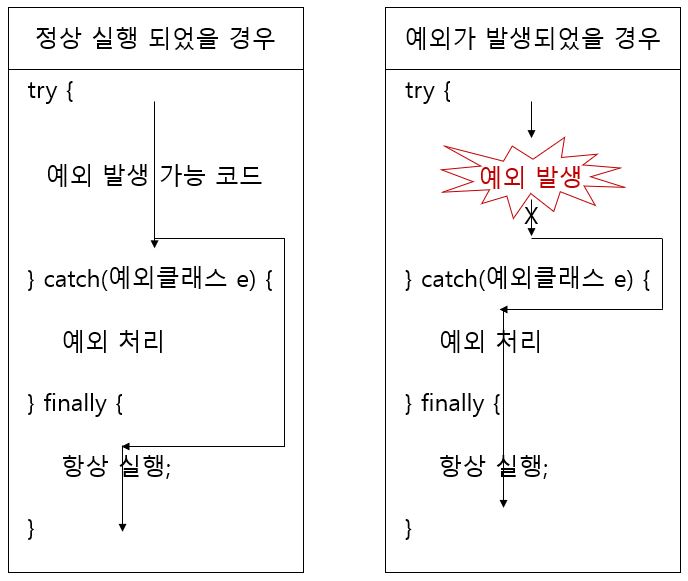 정상 실행 되었을 경우
try {
예외 발생 가능 코드
} catch(예외클래스 e) {
예외 처리
} finally {
항상 실행;
}
예외가 발생되었을 경우
try {
예외 발생
X
} catch(예외클래스 e) {
예외 처리
} finally {
항상 실행;
}